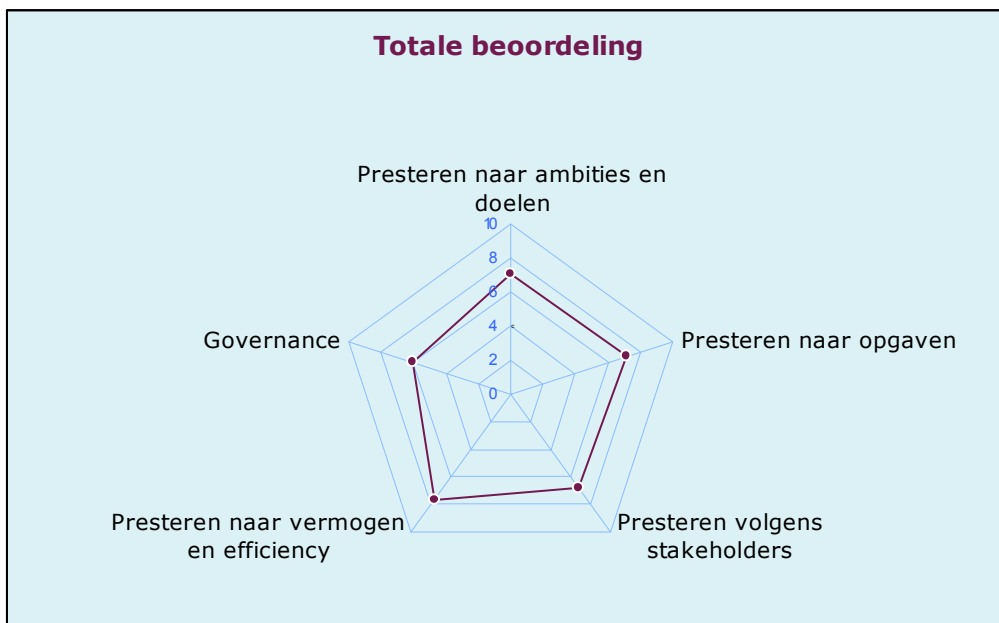 Totale beoordeling
Presteren naar ambities en
doelen
10
8
6
4
2
0
Governance
Presteren naar opgaven
Presteren naar vermogen
en efficiency
Presteren volgens
stakeholders